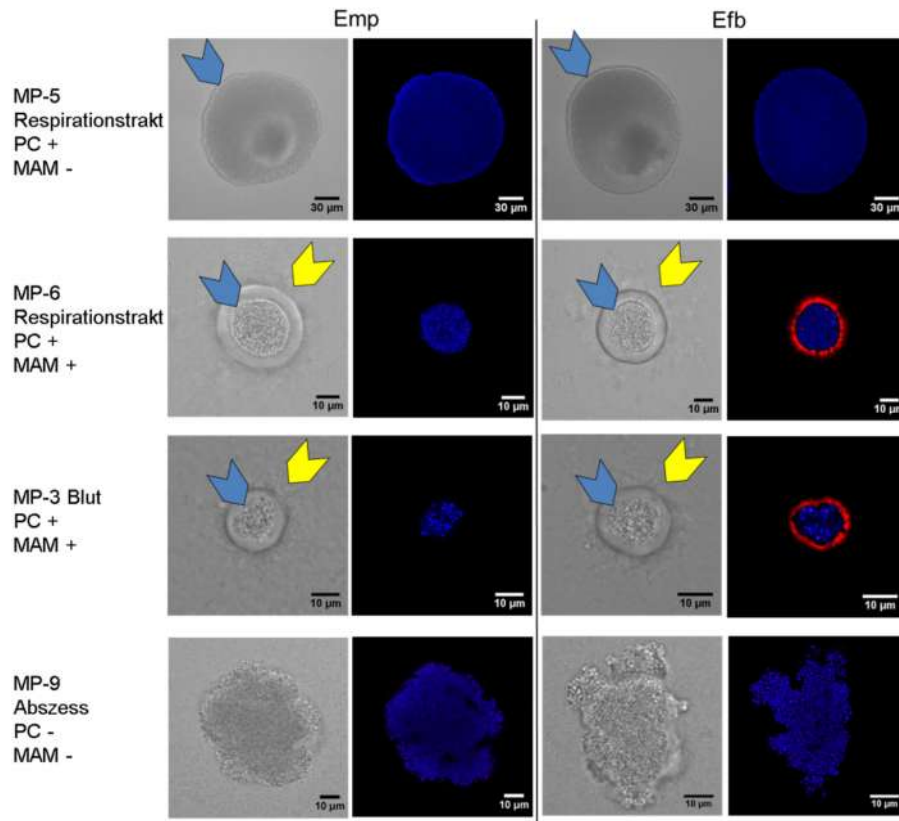 Emp
Efb
MP-5
Respirationstrakt
PC +
MAM -
30 µm
30 µm
30 µm
30 µm
MP-6
Respirationstrakt
PC +
MAM +
10 µm
10 µm
10 µm
10 µm
MP-3 Blut
PC +
MAM +
10 µm
10 µm
10 µm
10 µm
MP-9
Abszess
PC -
MAM -
10 µm
10 µm
10 µm
10 µm